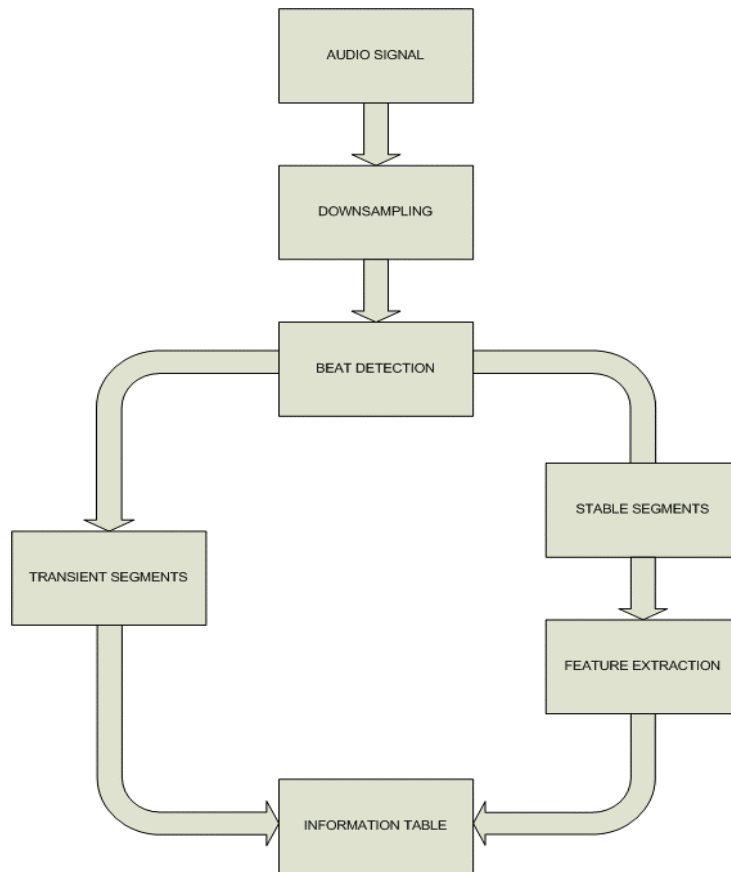 AUDIO SIGNAL
DOWNSAMPLING
BEAT DETECTION
STABLE SEGMENTS
TRANSIENT SEGMENTS
FEATURE EXTRACTION
INFORMATION TABLE